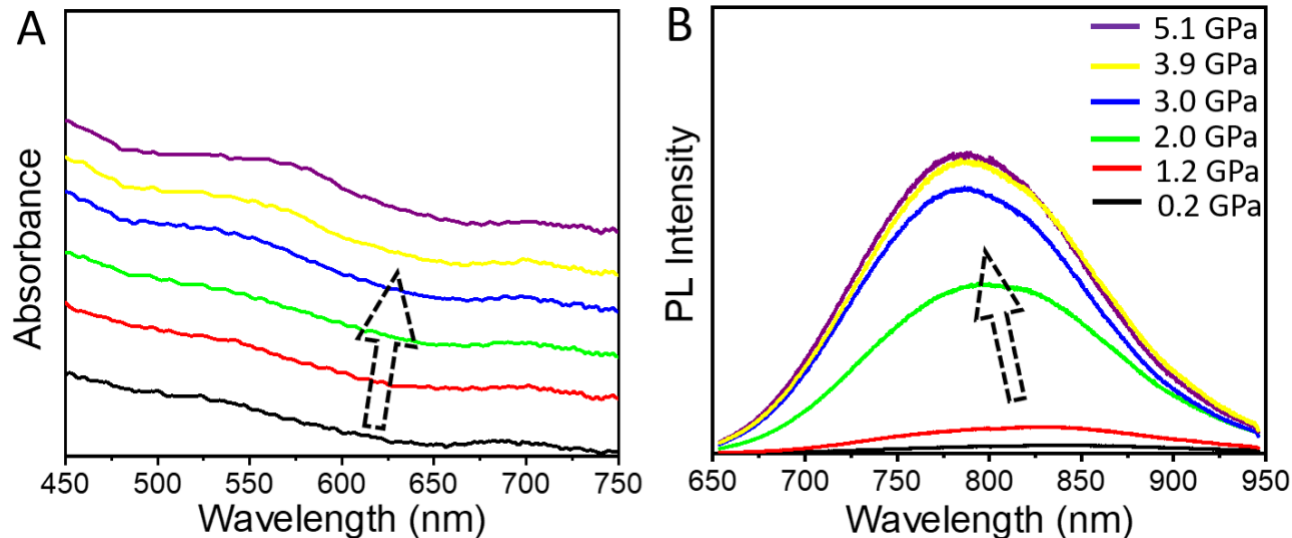 A
Absorbance
450 500 550 600 650 700 750
Wavelength (nm)
B
PL Intensity
5.1 GPa
3.9 GPa
3.0 GPa
2.0 GPa
1.2 GPa
0.2 GPa
650 700 750 800 850 900 950
Wavelength (nm)